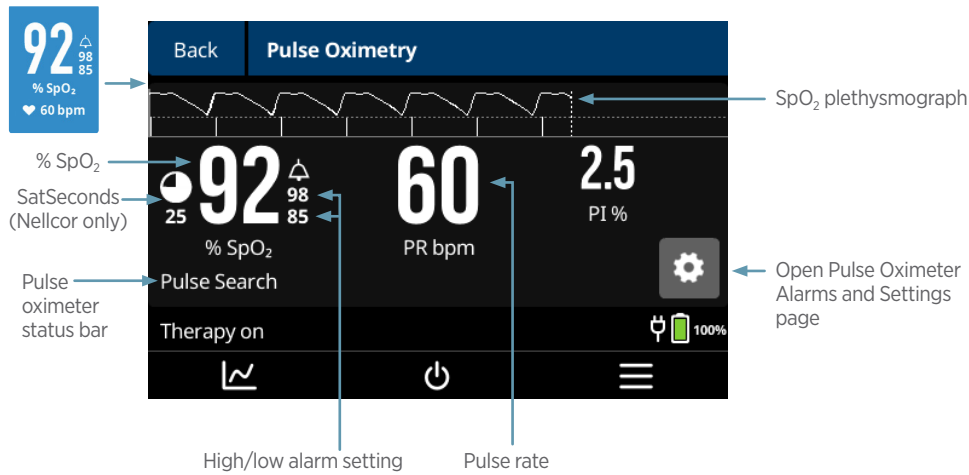 92
98
85
% SpO₂
♥ 60 bpm
Back
Pulse Oximetry
SpO₂ plethysmograph
% SpO₂
SatSeconds
(Nellcor only)
25
92
98
85
% SpO₂
60
PR bpm
2.5
PI %
Pulse
oximeter
status bar
Pulse Search
Open Pulse Oximeter
Alarms and Settings
page
Therapy on
100%
High/low alarm setting
Pulse rate